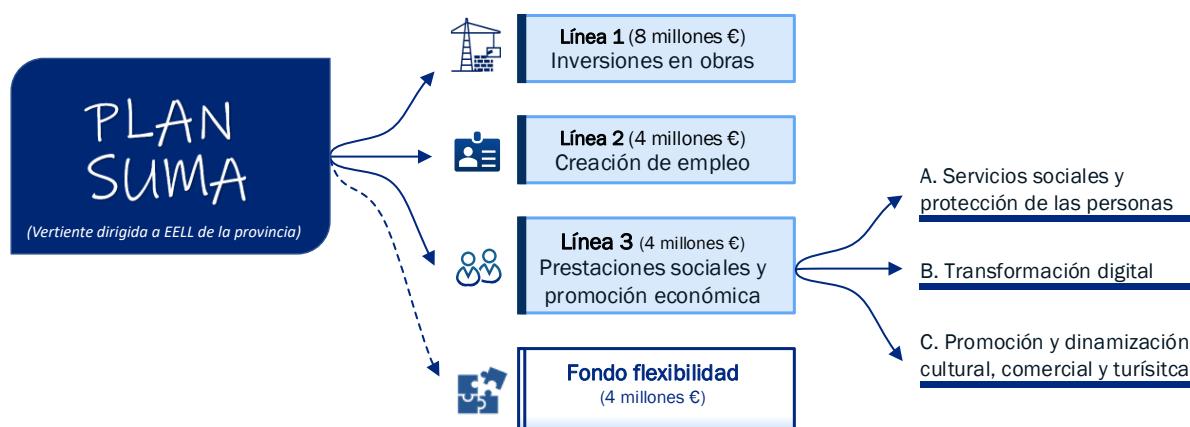 PLAN
SUMA
(Vertiente dirigida a EELL de la provincia)
Línea 1 (8 millones €)
Inversiones en obras
Línea 2 (4 millones €)
Creación de empleo
Línea 3 (4 millones €)
Prestaciones sociales y
promoción económica
Fondo flexibilidad
(4 millones €)
A. Servicios sociales y
protección de las personas
B. Transformación digital
C. Promoción y dinamización
cultural, comercial y turísitca